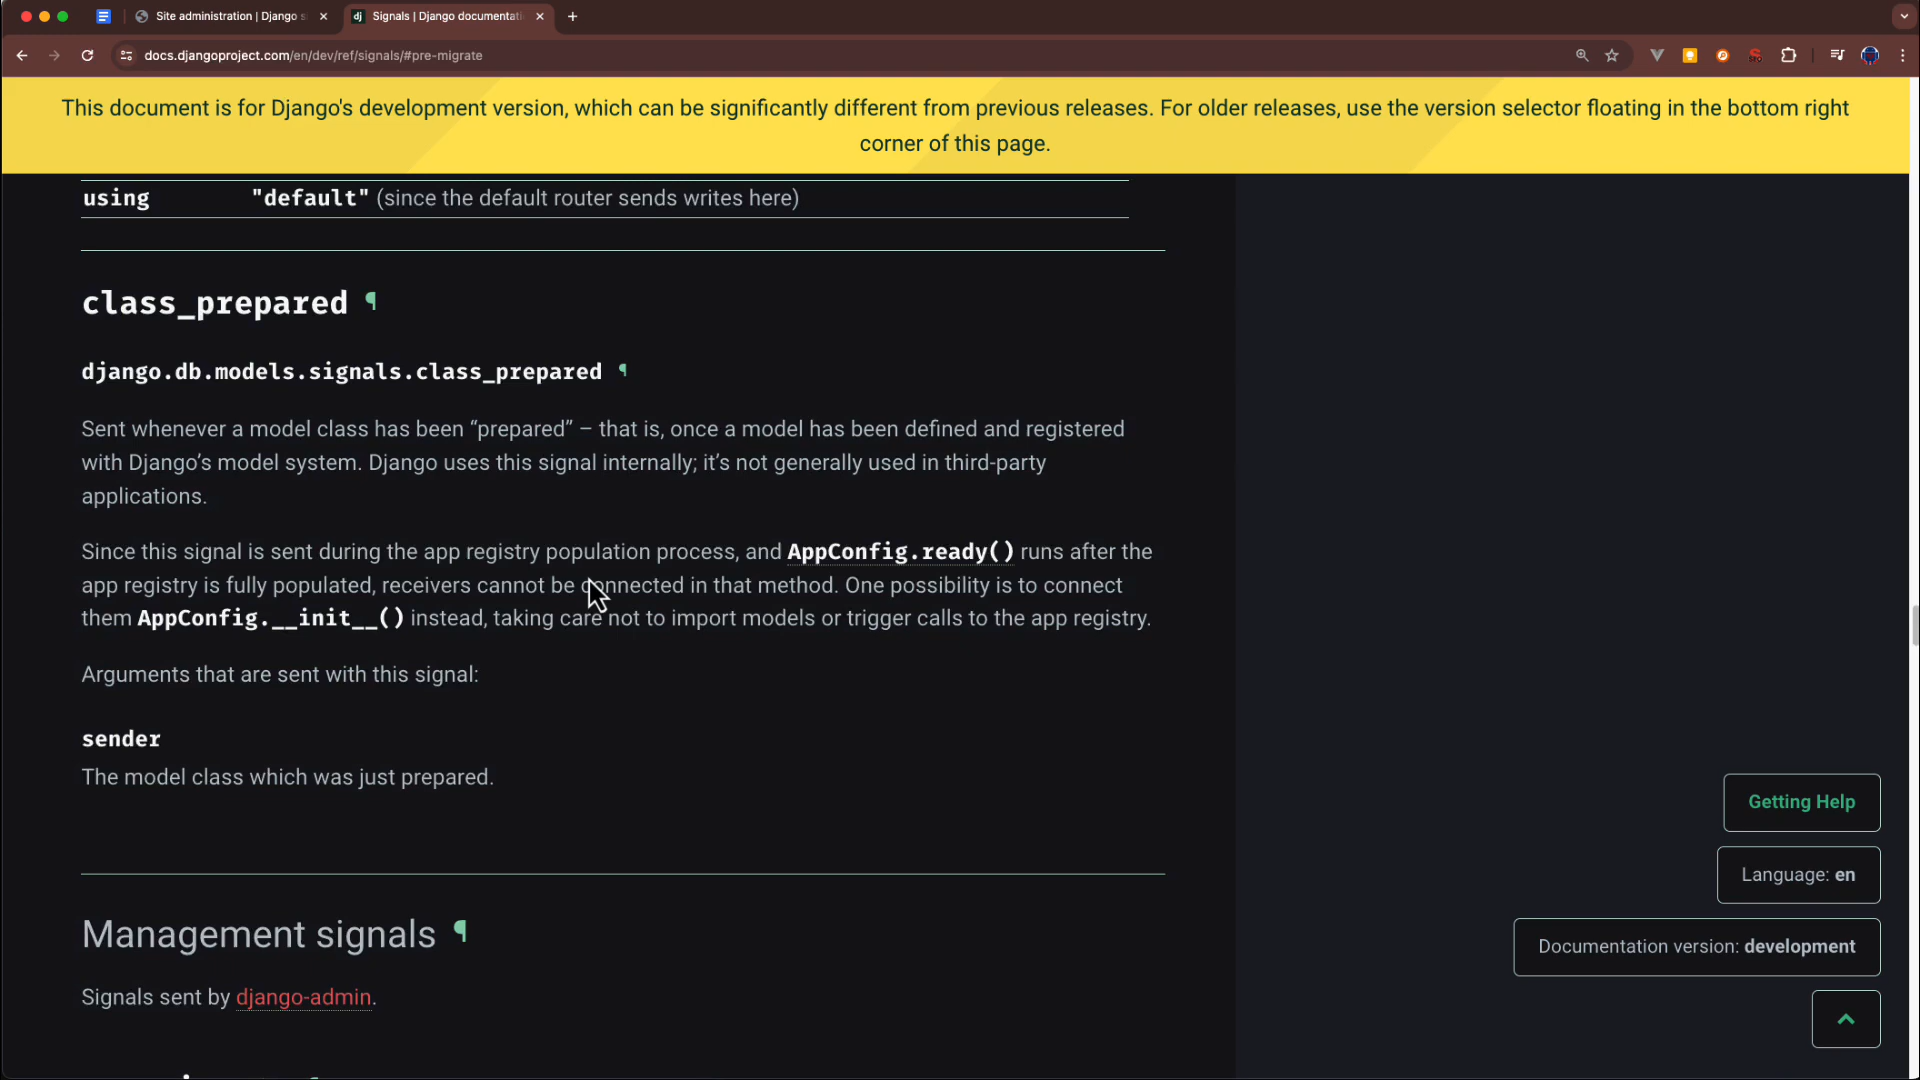 Site administration | Django s
Signals | Django documentati
docs.djangoproject.com/en/dev/ref/signals/#pre-migrate
This document is for Django's development version, which can be significantly different from previous releases. For older releases, use the version selector floating in the bottom right
corner of this page.
using "default" (since the default router sends writes here)
class_prepared ¶
django.db.models.signals.class_prepared ¶
Sent whenever a model class has been “prepared” – that is, once a model has been defined and registered
with Django’s model system. Django uses this signal internally; it’s not generally used in third-party
applications.
Since this signal is sent during the app registry population process, and AppConfig.ready() runs after the
app registry is fully populated, receivers cannot be connected in that method. One possibility is to connect
them AppConfig.__init__() instead, taking care not to import models or trigger calls to the app registry.
Arguments that are sent with this signal:
sender
The model class which was just prepared.
Getting Help
Language: en
Management signals ¶
Documentation version: development
Signals sent by django-admin.